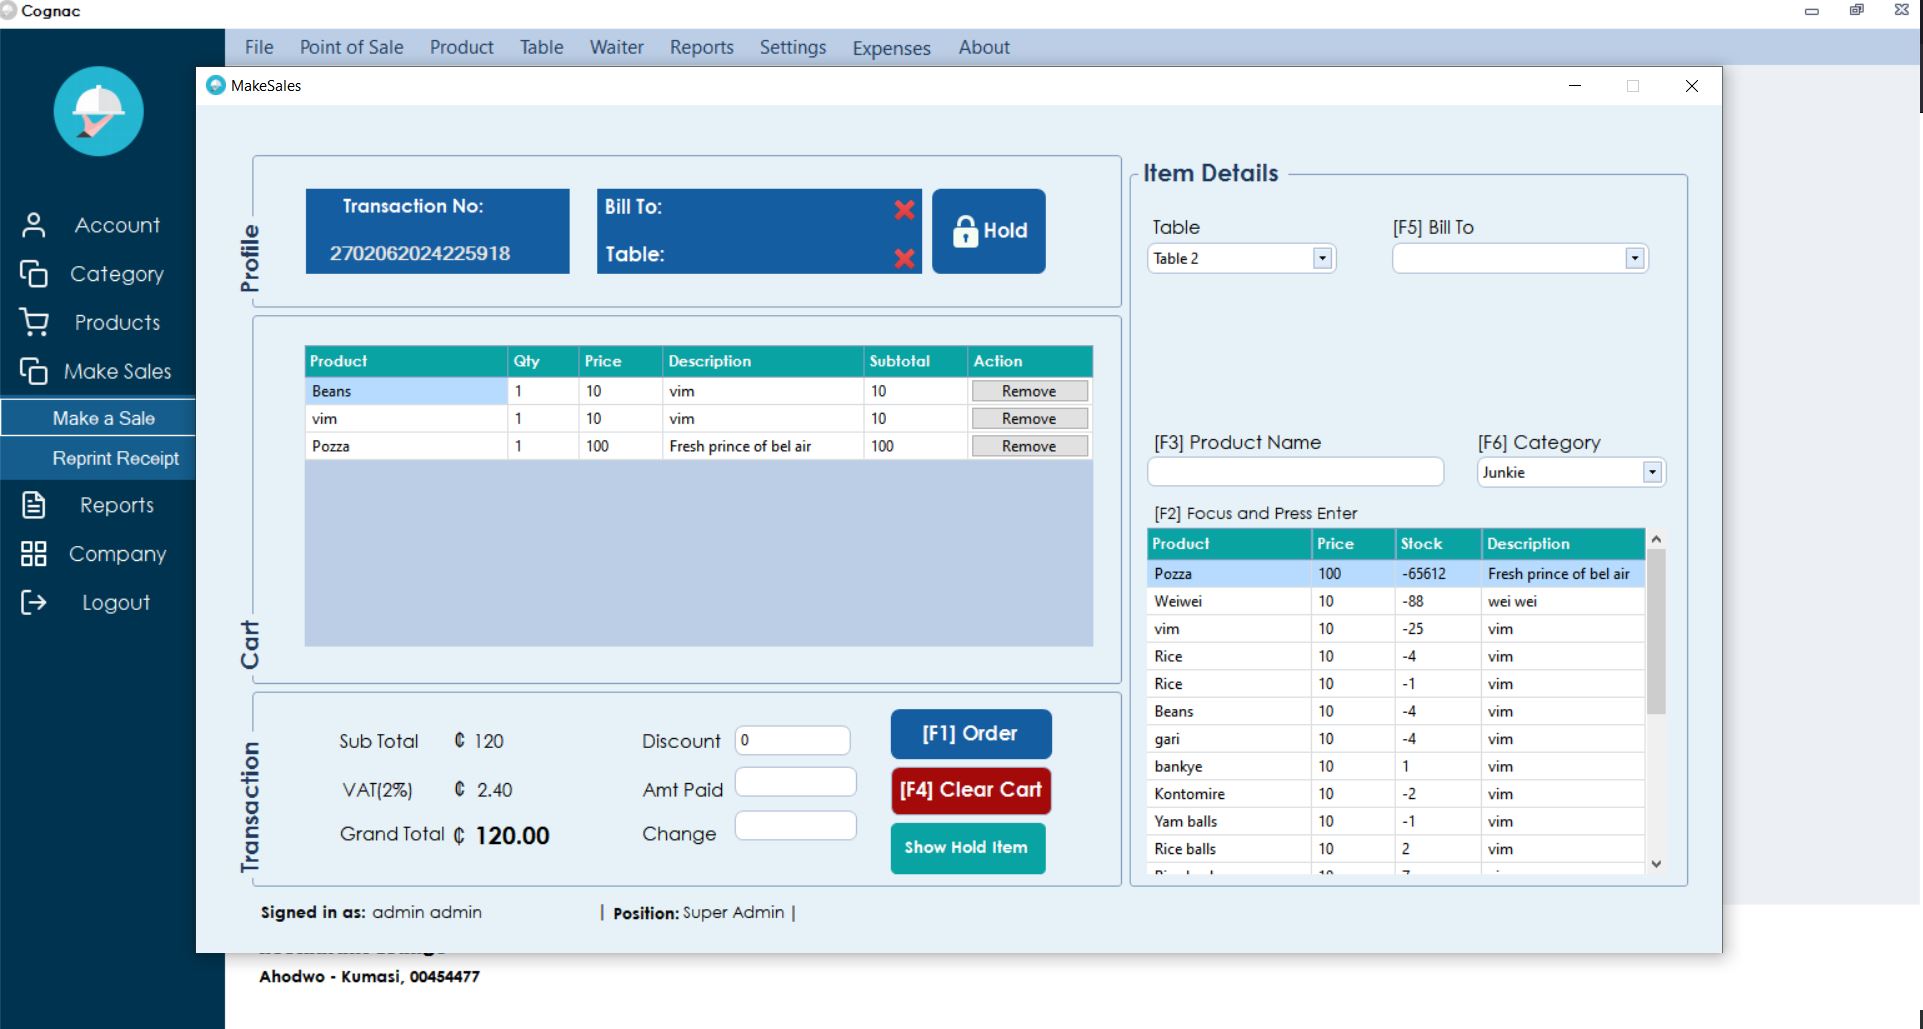 Cognac
File Point of Sale Product Table Waiter Reports Settings Expenses About
MakeSales
Account
Category
Products
Make Sales
Make a Sale
Reprint Receipt
Reports
Company
Logout
Profile
Transaction No:
2702062024225918
Bill To:
Table:
Hold
Cart
Product Qty Price Description Subtotal Action
Beans 1 10 vim 10 Remove
vim 1 10 vim 10 Remove
Pozza 1 100 Fresh prince of bel air 100 Remove
Transaction
Sub Total ₵ 120
VAT(2%) ₵ 2.40
Grand Total ₵ 120.00
Discount 0
Amt Paid
Change
[F1] Order
[F4] Clear Cart
Show Hold Item
Item Details
Table [F5] Bill To
Table 2
[F3] Product Name [F6] Category
Junkie
[F2] Focus and Press Enter
Product Price Stock Description
Pozza 100 -65612 Fresh prince of bel air
Weiwei 10 -88 wei wei
vim 10 -25 vim
Rice 10 -4 vim
Rice 10 -1 vim
Beans 10 -4 vim
gari 10 -4 vim
bankye 10 1 vim
Kontomire 10 -2 vim
Yam balls 10 -1 vim
Rice balls 10 2 vim
Signed in as: admin admin | Position: Super Admin |
Ahodwo - Kumasi, 00454477